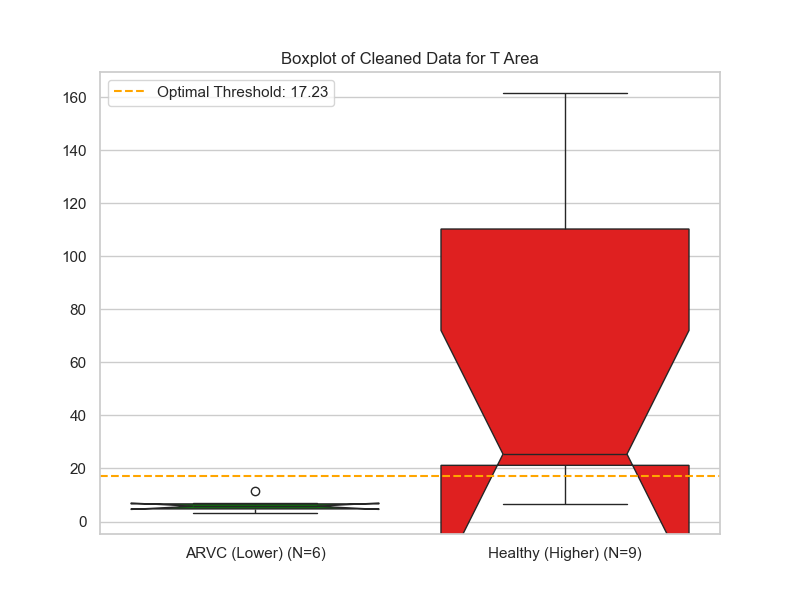 Boxplot of Cleaned Data for T Area
Optimal Threshold: 17.23
160
140
120
100
80
60
40
20
0
ARVC (Lower) (N=6)
Healthy (Higher) (N=9)